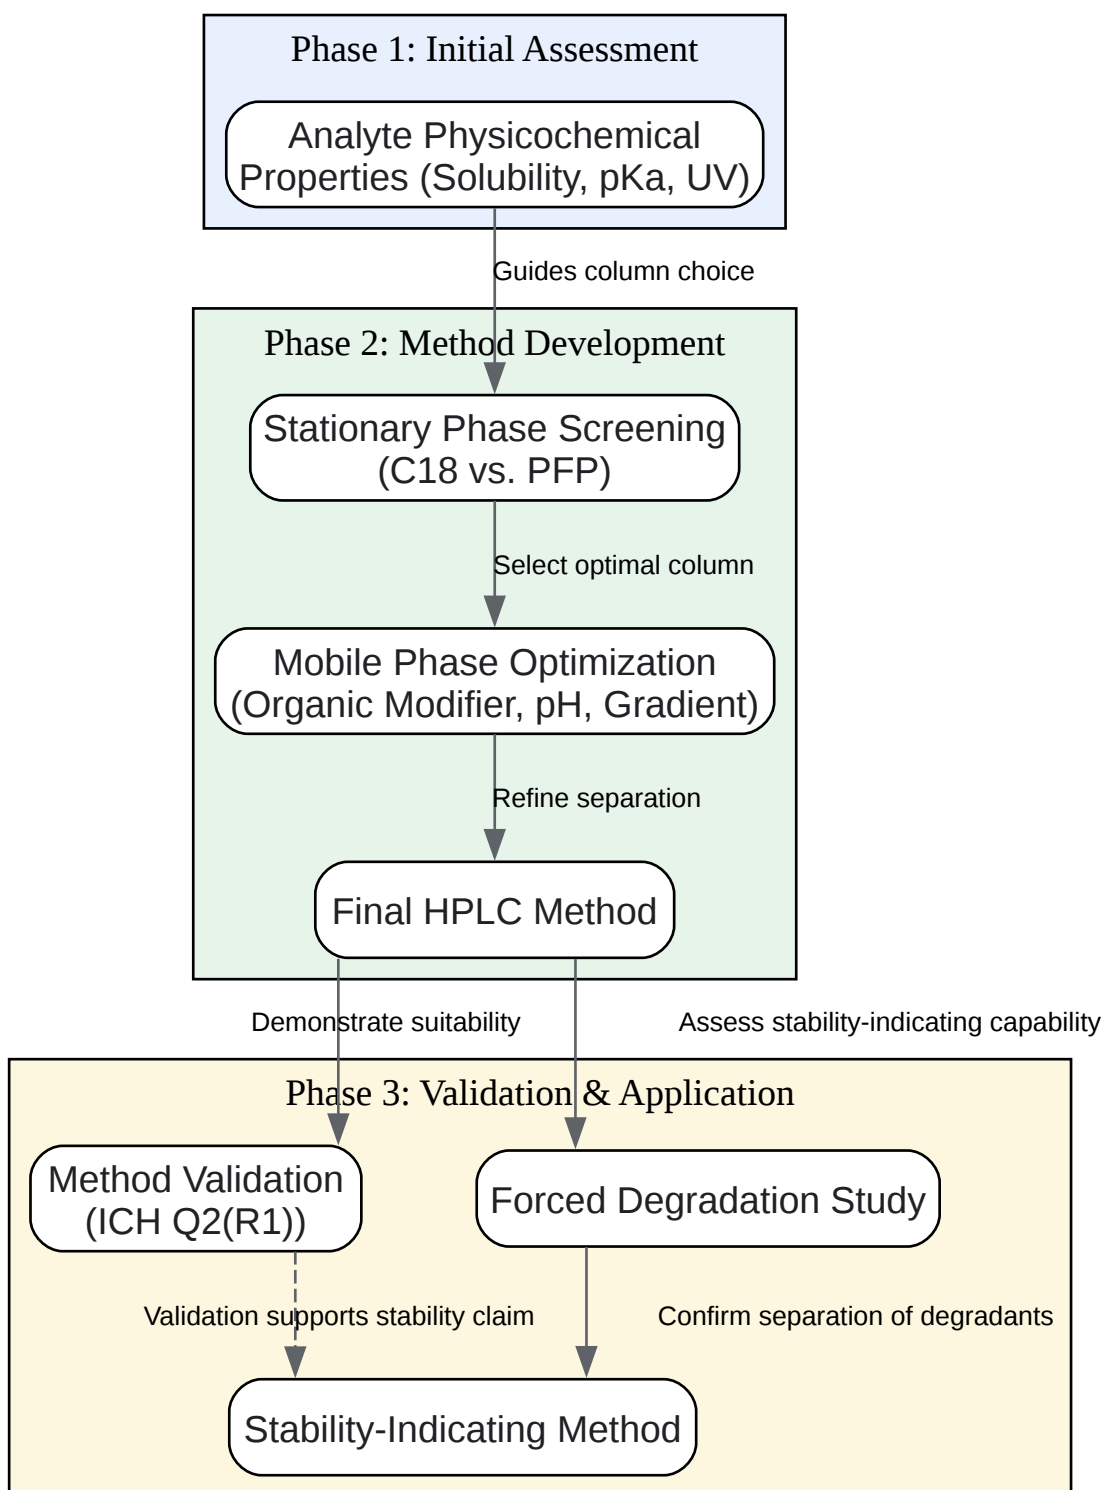 Phase 1: Initial Assessment
Analyte Physicochemical
Properties (Solubility, pKa, UV)
Guides column choice
Phase 2: Method Development
Stationary Phase Screening
(C18 vs. PFP)
Select optimal column
Mobile Phase Optimization
(Organic Modifier, pH, Gradient)
Refine separation
Final HPLC Method
Demonstrate suitability
Assess stability-indicating capability
Phase 3: Validation & Application
Method Validation
(ICH Q2(R1))
Forced Degradation Study
Validation supports stability claim
Confirm separation of degradants
Stability-Indicating Method